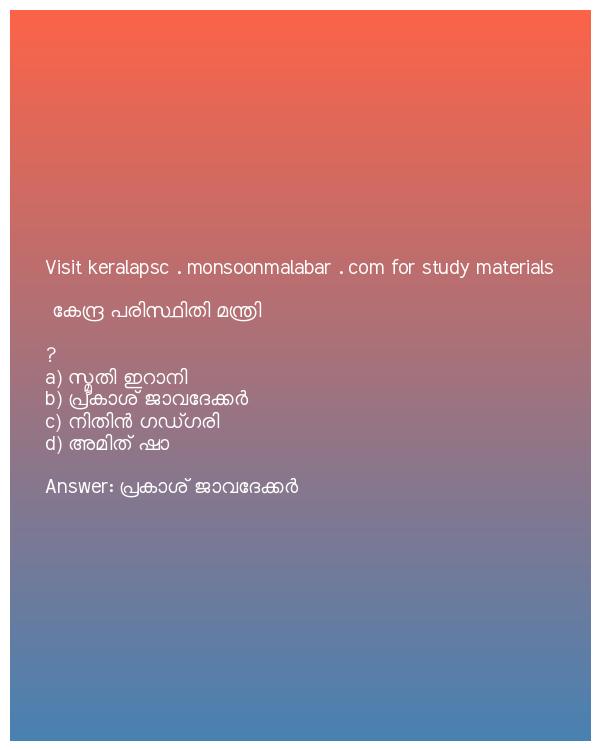 Visit keralapsc . monsoonmalabar . com for study materials
കേന്ദ്ര പരിസ്ഥിതി മന്ത്രി
?
a) സ്മൃതി ഇറാനി
b) പ്രകാശ് ജാവദേക്കർ
c) നിതിൻ ഗഡ്ഗരി
d) അമിത് ഷാ
Answer: പ്രകാശ് ജാവദേക്കർ